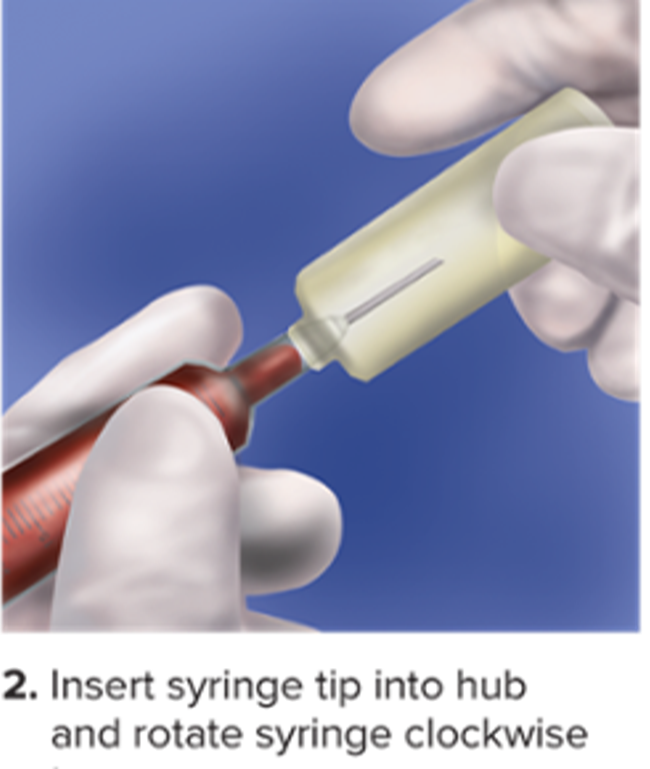 2. Insert syringe tip into hub
and rotate syringe clockwise